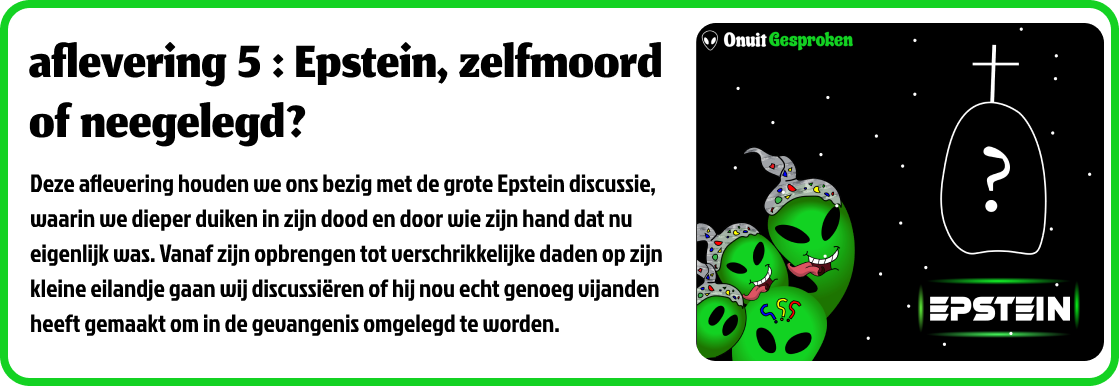 aflevering 5 : Epstein, zelfmoord
of neegelegd?
Deze aflevering houden we ons bezig met de grote Epstein discussie,
waarin we dieper duiken in zijn dood en door wie zijn hand dat nu
eigenlijk was. Vanaf zijn opbrengen tot verschrikkelijke daden op zijn
kleine eilandje gaan wij discussiëren of hij nou echt genoeg vijanden
heeft gemaakt om in de gevangenis omgelegd te worden.
Onuit Gesproken
?
???
EPSTEIN